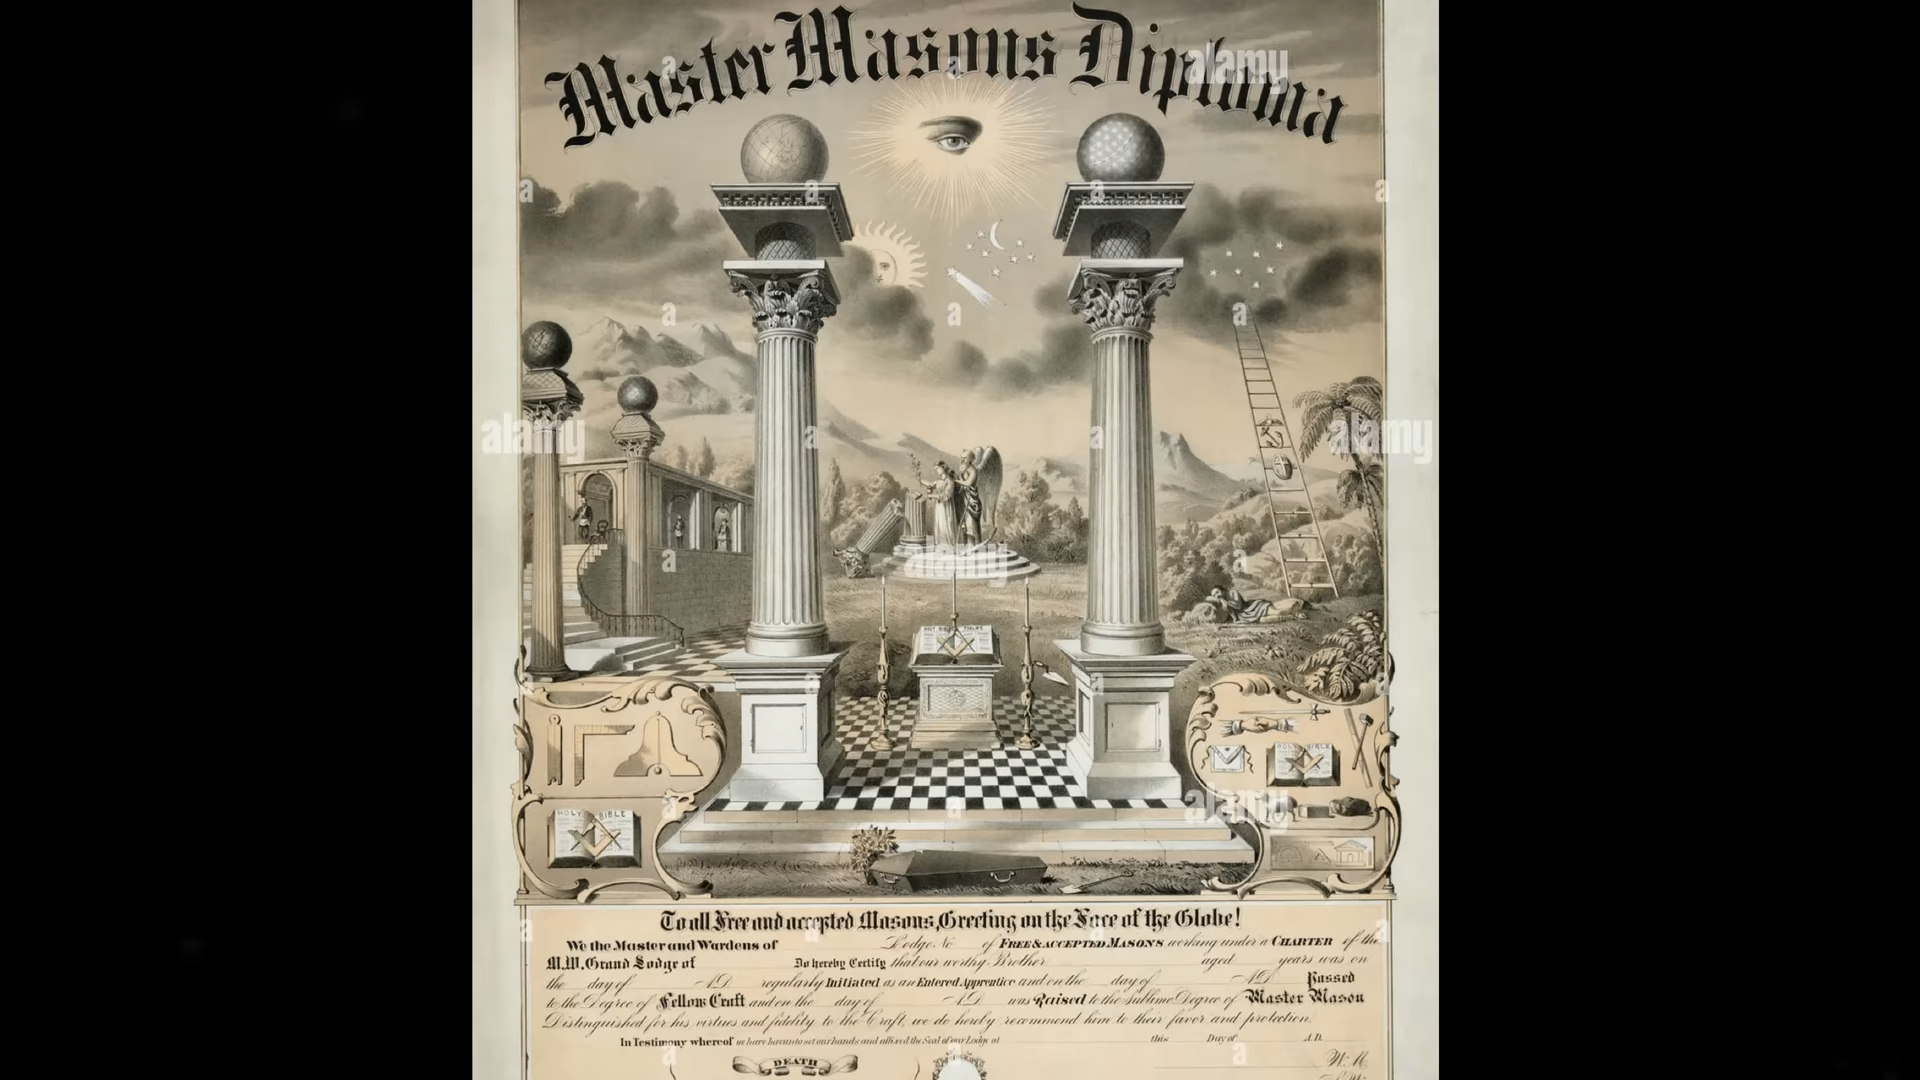 Master Masons Diploma
HOLY BIBLE
HOLY BIBLE
To all Free and accepted Masons, Greeting on the Face of the Globe!
We the Master and Wardens of Lodge No of FREE & ACCEPTED MASONS working under a CHARTER of the
M.W. Grand Lodge of Do hereby Certify that our worthy Brother aged years was on
the day of A.D. regularly Initiated as an Entered Apprentice and on the day of A.D. Passed
to the Degree of Fellow Craft and on the day of A.D. was Raised to the Sublime Degree of Master Mason
Distinguished for his virtues and fidelity to the Craft, we do hereby recommend him to their favor and protection.
In Testimony whereof we have hereunto set our hands and affixed the Seal of our Lodge at this Day of A.D.
DEATH
W. M.
alamy
alamy
alamy
alamy
alamy